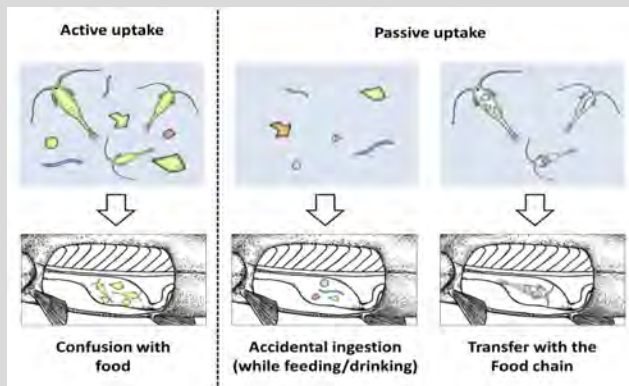 Active uptake
Passive uptake
Confusion with
food
Accidental ingestion
(while feeding/drinking)
Transfer with the
Food chain